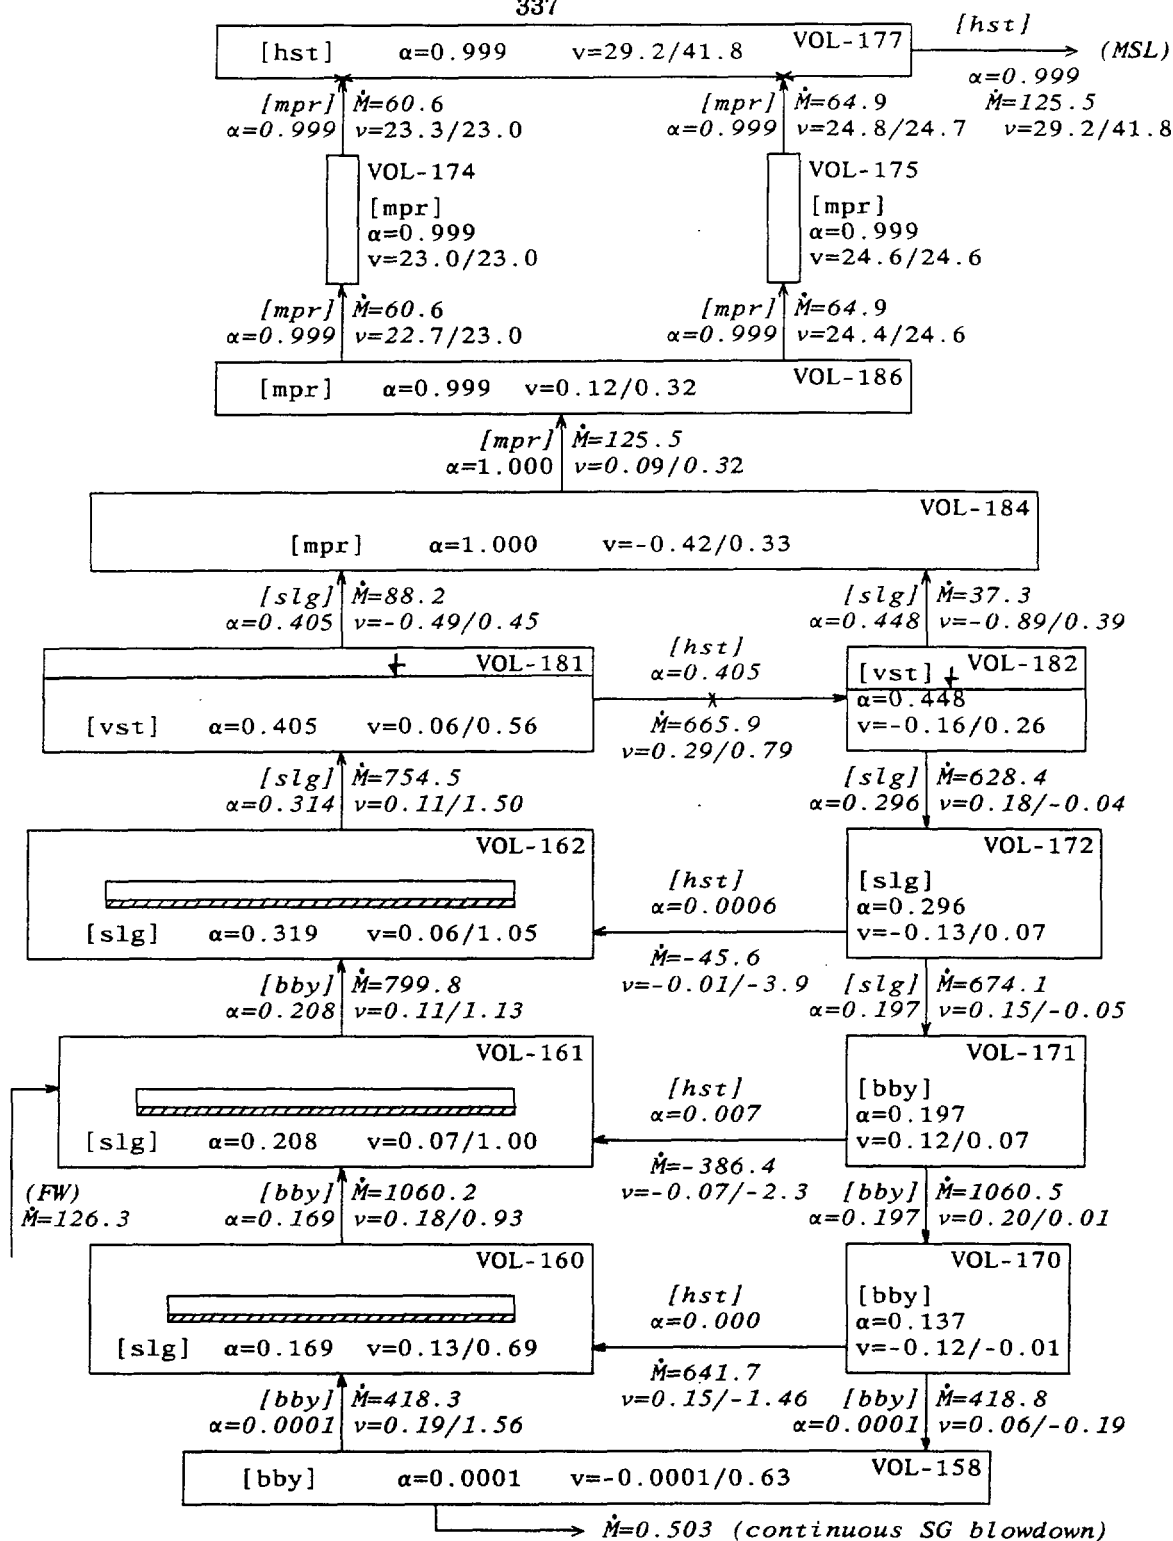 337
[hst] α=0.999 v=29.2/41.8 VOL-177
[hst]
(MSL)
α=0.999
Ṁ=125.5
v=29.2/41.8
[mpr] Ṁ=60.6
α=0.999 v=23.3/23.0
[mpr] Ṁ=64.9
α=0.999 v=24.8/24.7
VOL-174
[mpr]
α=0.999
v=23.0/23.0
VOL-175
[mpr]
α=0.999
v=24.6/24.6
[mpr] Ṁ=60.6
α=0.999 v=22.7/23.0
[mpr] Ṁ=64.9
α=0.999 v=24.4/24.6
[mpr] α=0.999 v=0.12/0.32 VOL-186
[mpr] Ṁ=125.5
α=1.000 v=0.09/0.32
VOL-184
[mpr] α=1.000 v=-0.42/0.33
[slg] Ṁ=88.2
α=0.405 v=-0.49/0.45
[slg] Ṁ=37.3
α=0.448 v=-0.89/0.39
VOL-181
[vst] α=0.405 v=0.06/0.56
[hst]
α=0.405
Ṁ=665.9
v=0.29/0.79
[vst] VOL-182
α=0.448
v=-0.16/0.26
[slg] Ṁ=754.5
α=0.314 v=0.11/1.50
[slg] Ṁ=628.4
α=0.296 v=0.18/-0.04
VOL-162
[slg] α=0.319 v=0.06/1.05
[hst]
α=0.0006
Ṁ=-45.6
v=-0.01/-3.9
VOL-172
[slg]
α=0.296
v=-0.13/0.07
[bby] Ṁ=799.8
α=0.208 v=0.11/1.13
[slg] Ṁ=674.1
α=0.197 v=0.15/-0.05
VOL-161
[slg] α=0.208 v=0.07/1.00
[hst]
α=0.007
Ṁ=-386.4
v=-0.07/-2.3
VOL-171
[bby]
α=0.197
v=0.12/0.07
(FW)
Ṁ=126.3
[bby] Ṁ=1060.2
α=0.169 v=0.18/0.93
[bby] Ṁ=1060.5
α=0.197 v=0.20/0.01
VOL-160
[slg] α=0.169 v=0.13/0.69
[hst]
α=0.000
Ṁ=641.7
v=0.15/-1.46
VOL-170
[bby]
α=0.137
v=-0.12/-0.01
[bby] Ṁ=418.3
α=0.0001 v=0.19/1.56
[bby] Ṁ=418.8
α=0.0001 v=0.06/-0.19
[bby] α=0.0001 v=-0.0001/0.63 VOL-158
Ṁ=0.503 (continuous SG blowdown)